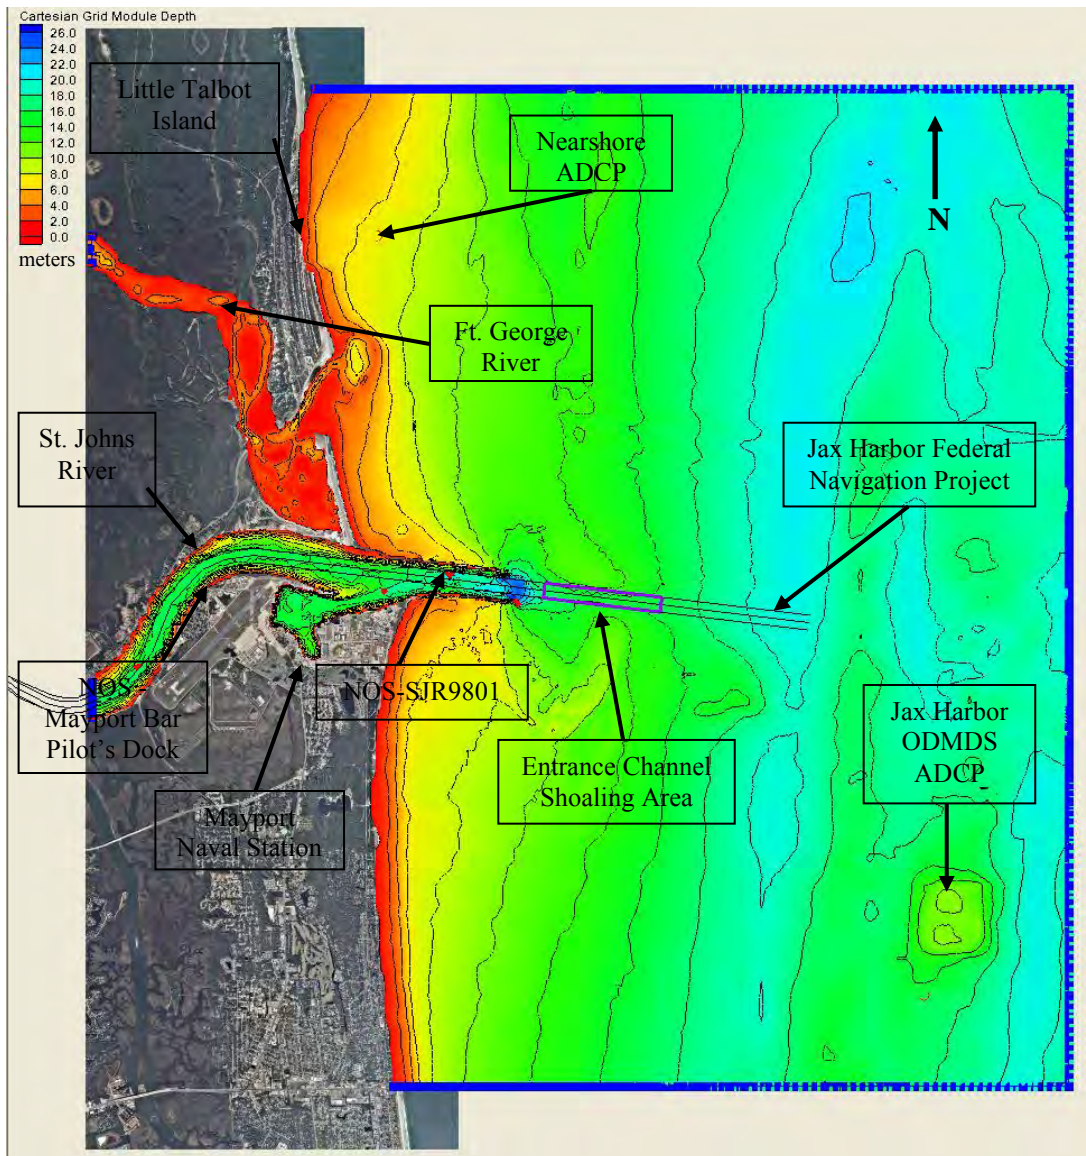 Cartesian Grid Module Depth
26.0
24.0
22.0
20.0
18.0
16.0
14.0
12.0
10.0
8.0
6.0
4.0
2.0
0.0
meters
Little Talbot
Island
Nearshore
ADCP
N
Ft. George
River
St. Johns
River
Jax Harbor Federal
Navigation Project
NOS –
Mayport Bar
Pilot’s Dock
NOS-SJR9801
Entrance Channel
Shoaling Area
Jax Harbor
ODMDS
ADCP
Mayport
Naval Station